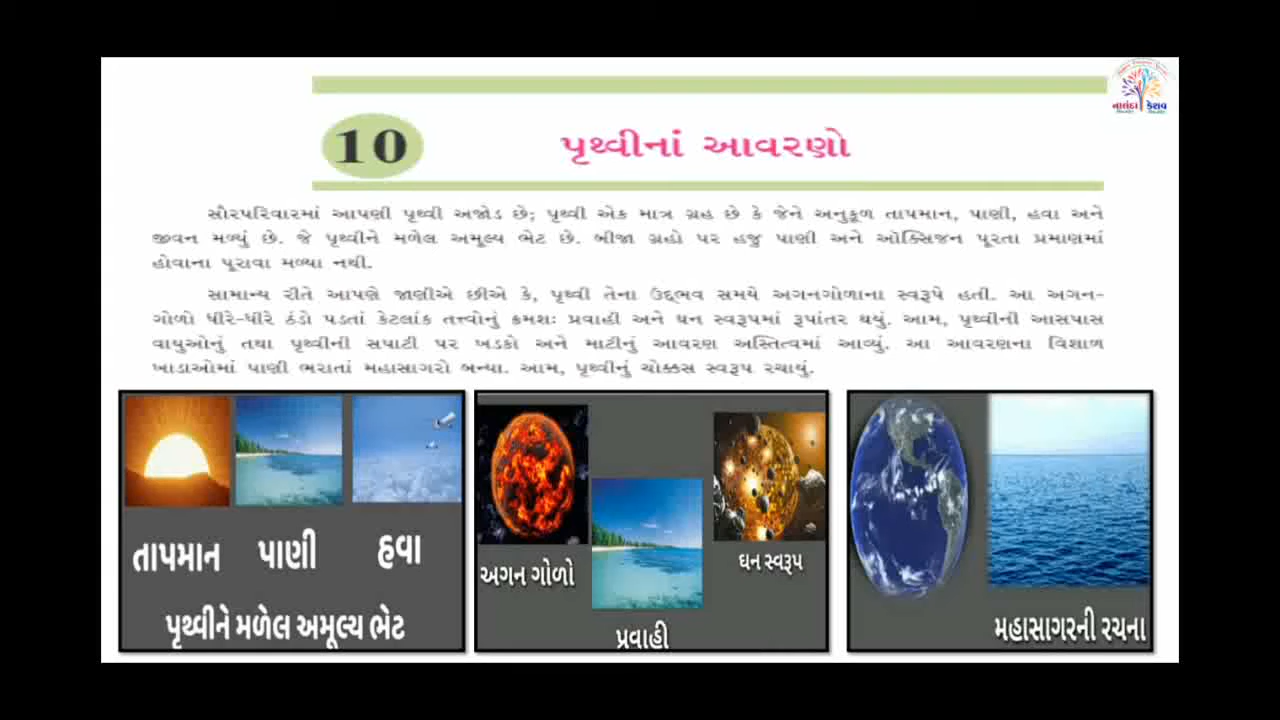 નાલંદા કેશવ
10
પૃથ્વીનાં આવરણો
સૌરપરિવારમાં આપણી પૃથ્વી અજોડ છે; પૃથ્વી એક માત્ર ગ્રહ છે કે જેને અનુકૂળ તાપમાન, પાણી, હવા અને
જીવન મળ્યું છે. જે પૃથ્વીને મળેલ અમૂલ્ય ભેટ છે. બીજા ગ્રહો પર હજુ પાણી અને ઑક્સિજન પૂરતા પ્રમાણમાં
હોવાના પૂરાવા મળ્યા નથી.
સામાન્ય રીતે આપણે જાણીએ છીએ કે, પૃથ્વી તેના ઉદ્ભવ સમયે અગનગોળાના સ્વરૂપે હતી. આ અગન-
ગોળો ધીરે-ધીરે ઠંડો પડતાં કેટલાંક તત્ત્વોનું ક્રમશઃ પ્રવાહી અને ઘન સ્વરૂપમાં રૂપાંતર થયું. આમ, પૃથ્વીની આસપાસ
વાયુઓનું તથા પૃથ્વીની સપાટી પર ખડકો અને માટીનું આવરણ અસ્તિત્વમાં આવ્યું. આ આવરણના વિશાળ
ખાડાઓમાં પાણી ભરાતાં મહાસાગરો બન્યા. આમ, પૃથ્વીનું ચોક્કસ સ્વરૂપ રચાયું.
તાપમાન પાણી હવા
પૃથ્વીને મળેલ અમૂલ્ય ભેટ
અગન ગોળો
ઘન સ્વરૂપ
પ્રવાહી
મહાસાગરની રચના